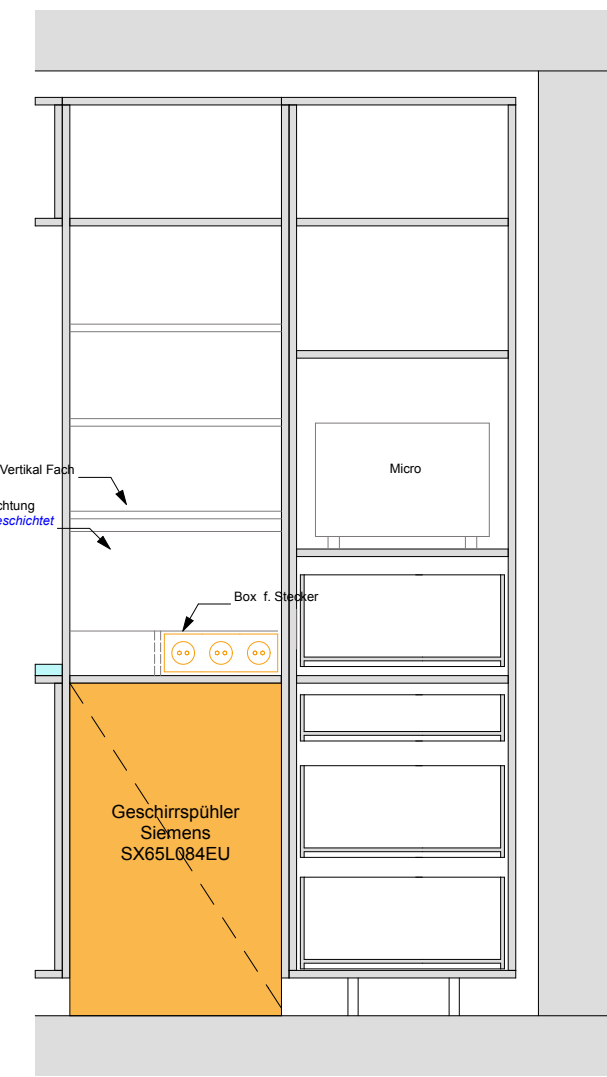 Micro
Vertikal Fach
chtung
eschichtet
Box f. Stecker
Geschirrspühler
Siemens
SX65L084EU